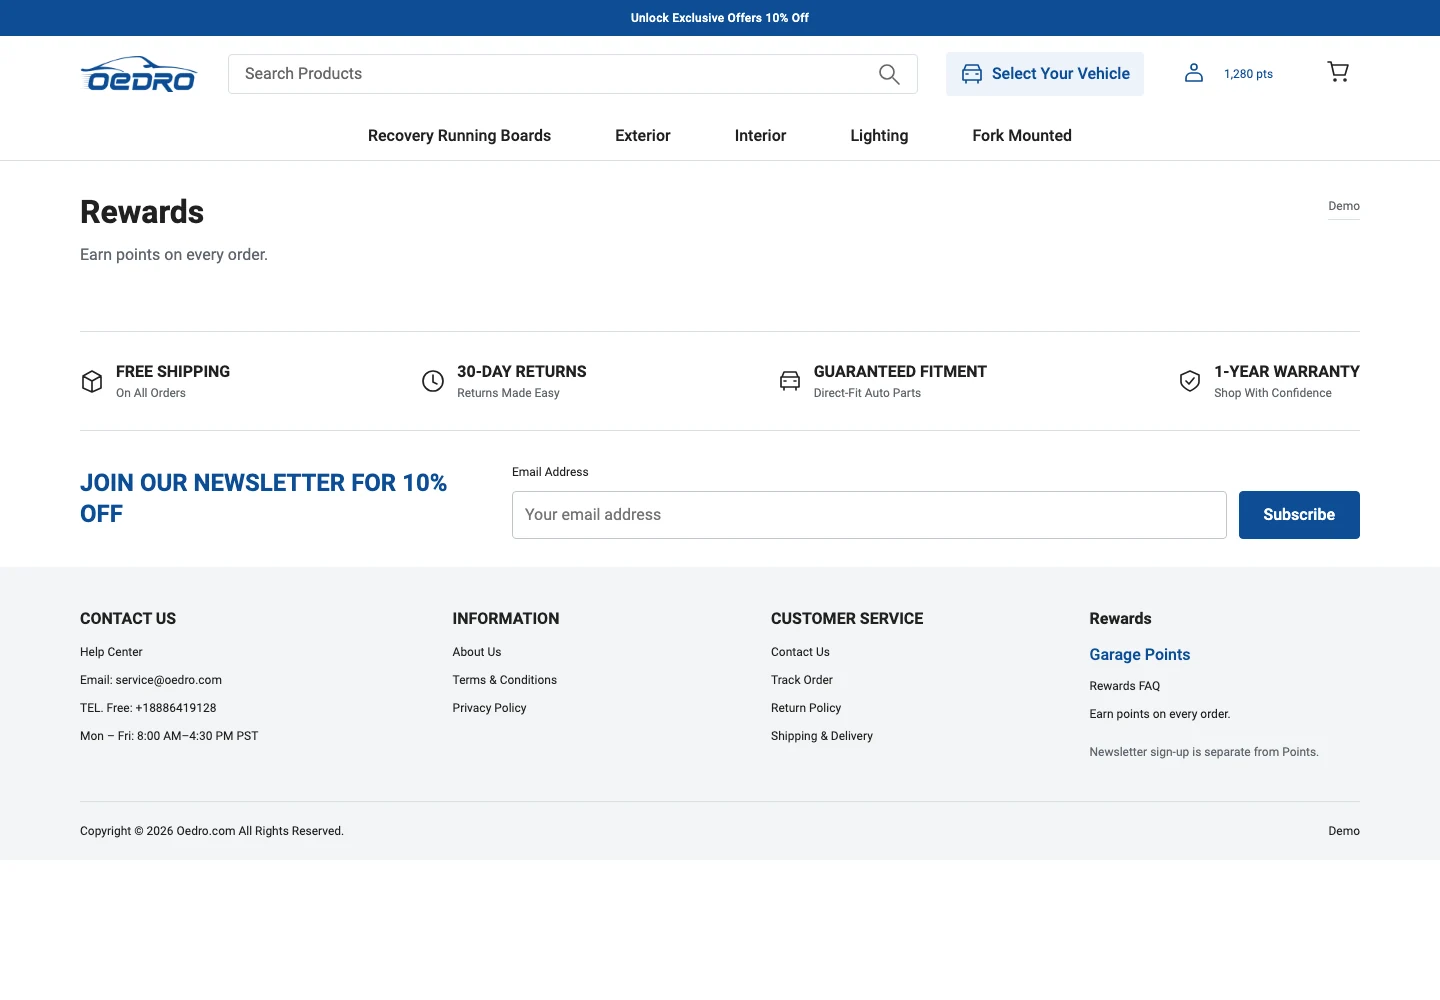 Unlock Exclusive Offers 10% Off
OEDRO
Search Products
Select Your Vehicle
1,280 pts
Recovery Running Boards
Exterior
Interior
Lighting
Fork Mounted
Rewards
Demo
Earn points on every order.
FREE SHIPPING
On All Orders
30-DAY RETURNS
Returns Made Easy
GUARANTEED FITMENT
Direct-Fit Auto Parts
1-YEAR WARRANTY
Shop With Confidence
JOIN OUR NEWSLETTER FOR 10%
OFF
Email Address
Your email address
Subscribe
CONTACT US
Help Center
Email: service@oedro.com
TEL. Free: +18886419128
Mon – Fri: 8:00 AM–4:30 PM PST
INFORMATION
About Us
Terms & Conditions
Privacy Policy
CUSTOMER SERVICE
Contact Us
Track Order
Return Policy
Shipping & Delivery
Rewards
Garage Points
Rewards FAQ
Earn points on every order.
Newsletter sign-up is separate from Points.
Copyright © 2026 Oedro.com All Rights Reserved.
Demo